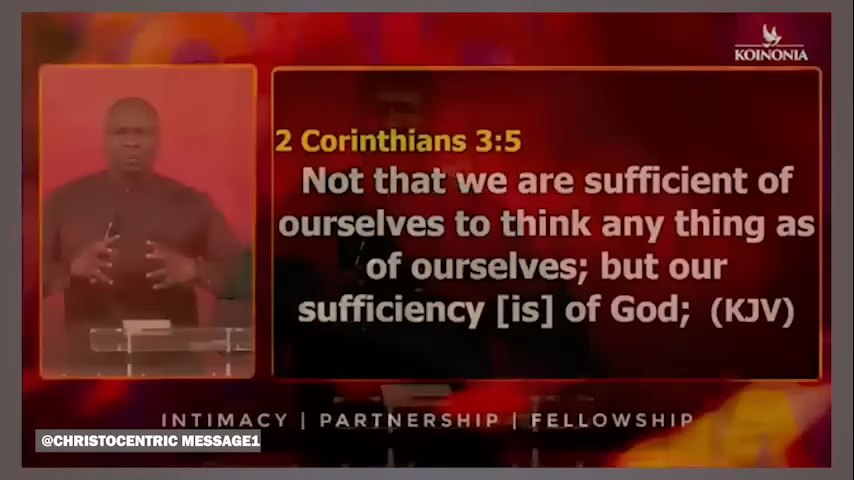 KOINONIA
2 Corinthians 3:5
Not that we are sufficient of
ourselves to think any thing as
of ourselves; but our
sufficiency [is] of God; (KJV)
INTIMACY | PARTNERSHIP | FELLOWSHIP
@CHRISTOCENTRIC MESSAGE1